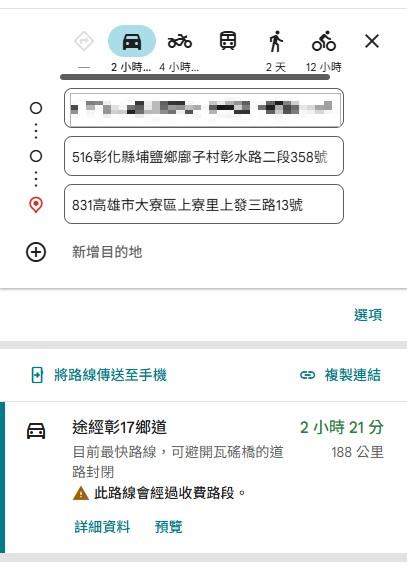 —
2 小時... 4 小時... 2 天 12 小時
516彰化縣埔鹽鄉廍子村彰水路二段358號
831高雄市大寮區上寮里上發三路13號
新增目的地
選項
將路線傳送至手機 複製連結
途經彰17鄉道 2 小時 21 分
目前最快路線，可避開瓦磘橋的道 188 公里
路封閉
此路線會經過收費路段。
詳細資料 預覽